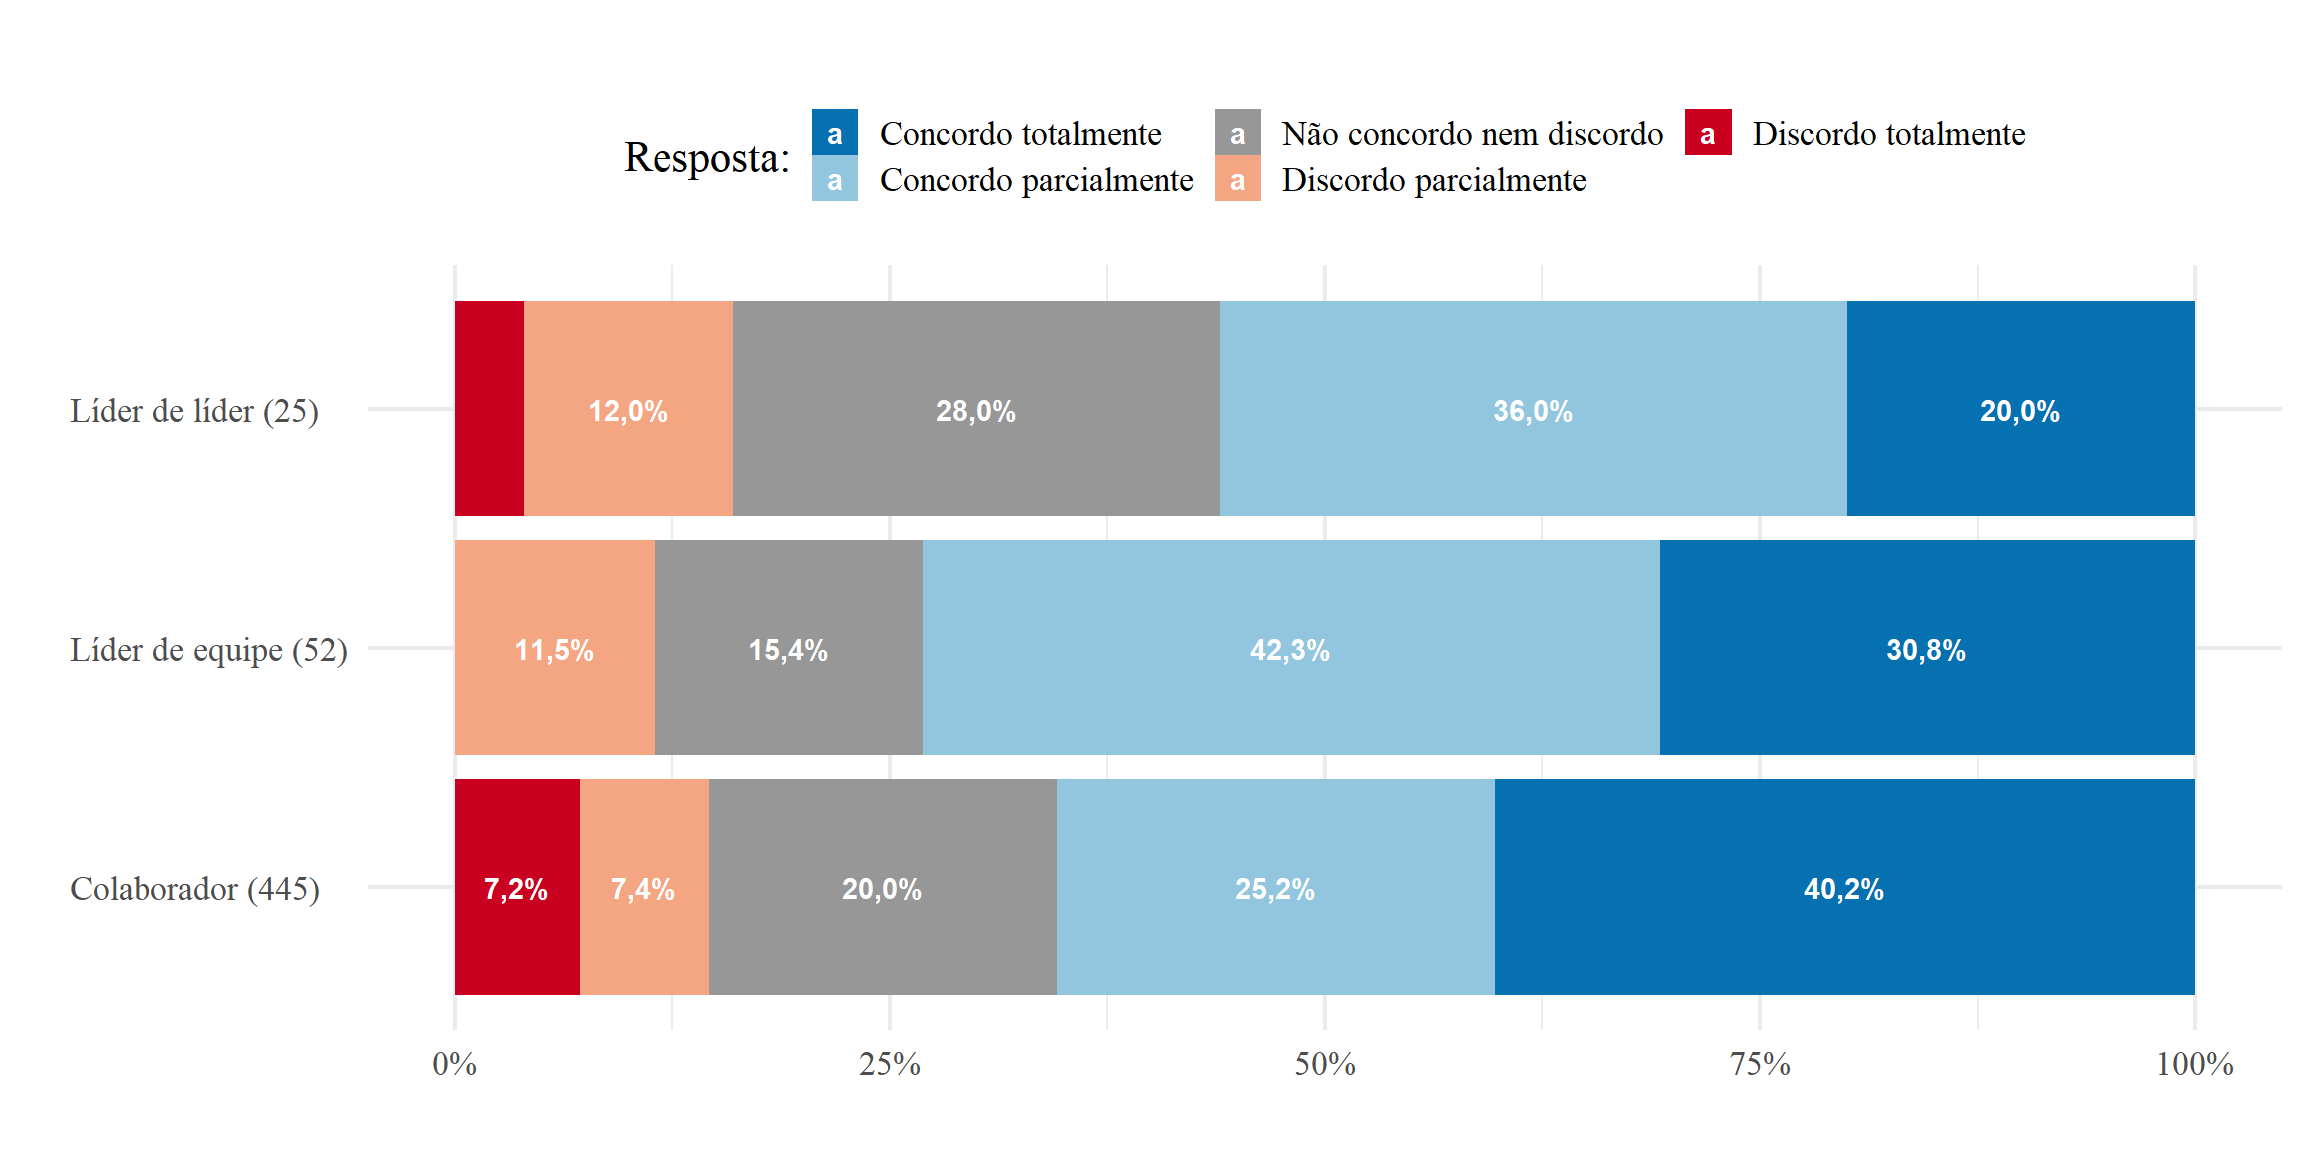 Resposta:
a Concordo totalmente a Não concordo nem discordo a Discordo totalmente
a Concordo parcialmente a Discordo parcialmente
Líder de líder (25) 12,0% 28,0% 36,0% 20,0%
Líder de equipe (52) 11,5% 15,4% 42,3% 30,8%
Colaborador (445) 7,2% 7,4% 20,0% 25,2% 40,2%
0% 25% 50% 75% 100%